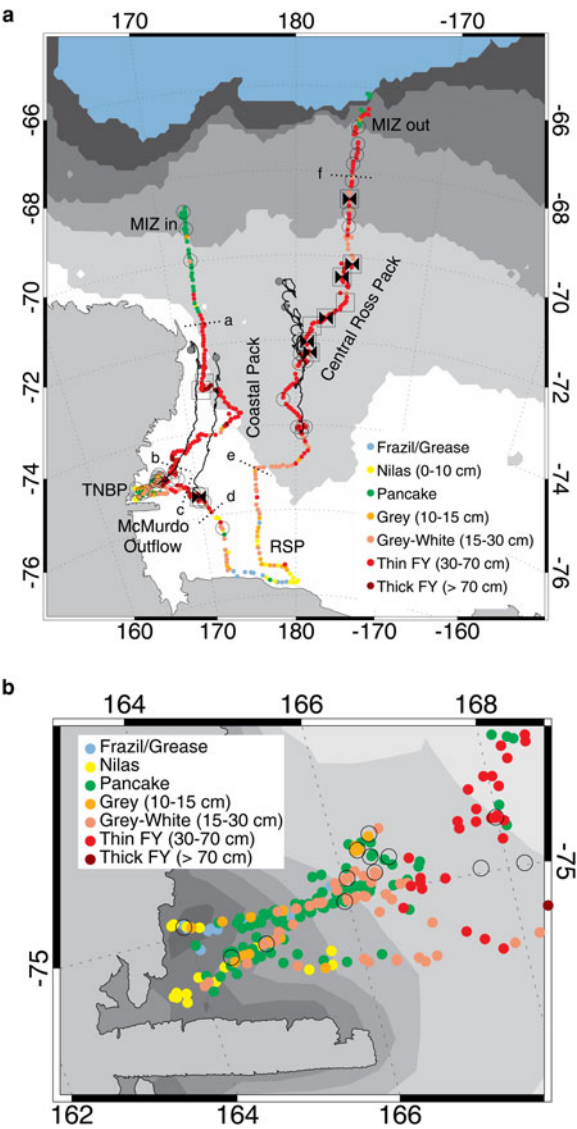 a
170
180
-170
-66
-66
MIZ out
f
-68
-68
MIZ in
-70
-70
a
Central Ross Pack
Coastal Pack
-72
-72
Frazil/Grease
b
e
Nilas (0-10 cm)
-74
-74
TNBP
Pancake
c
d
Grey (10-15 cm)
McMurdo
Outflow
RSP
Grey-White (15-30 cm)
Thin FY (30-70 cm)
-76
-76
Thick FY (> 70 cm)
160
170
180
-170
-160
b
164
166
168
Frazil/Grease
Nilas
Pancake
Grey (10-15 cm)
Grey-White (15-30 cm)
Thin FY (30-70 cm)
Thick FY (> 70 cm)
-75
-75
162
164
166